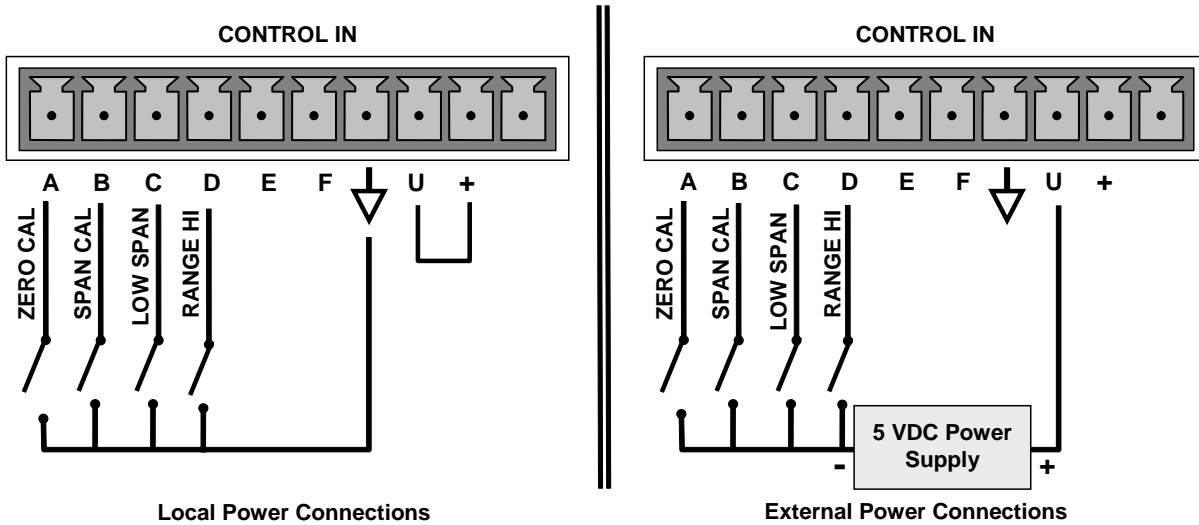 CONTROL IN
A B C D E F U +
ZERO CAL
SPAN CAL
LOW SPAN
RANGE HI
Local Power Connections
CONTROL IN
A B C D E F U +
ZERO CAL
SPAN CAL
LOW SPAN
RANGE HI
5 VDC Power
Supply
- +
External Power Connections